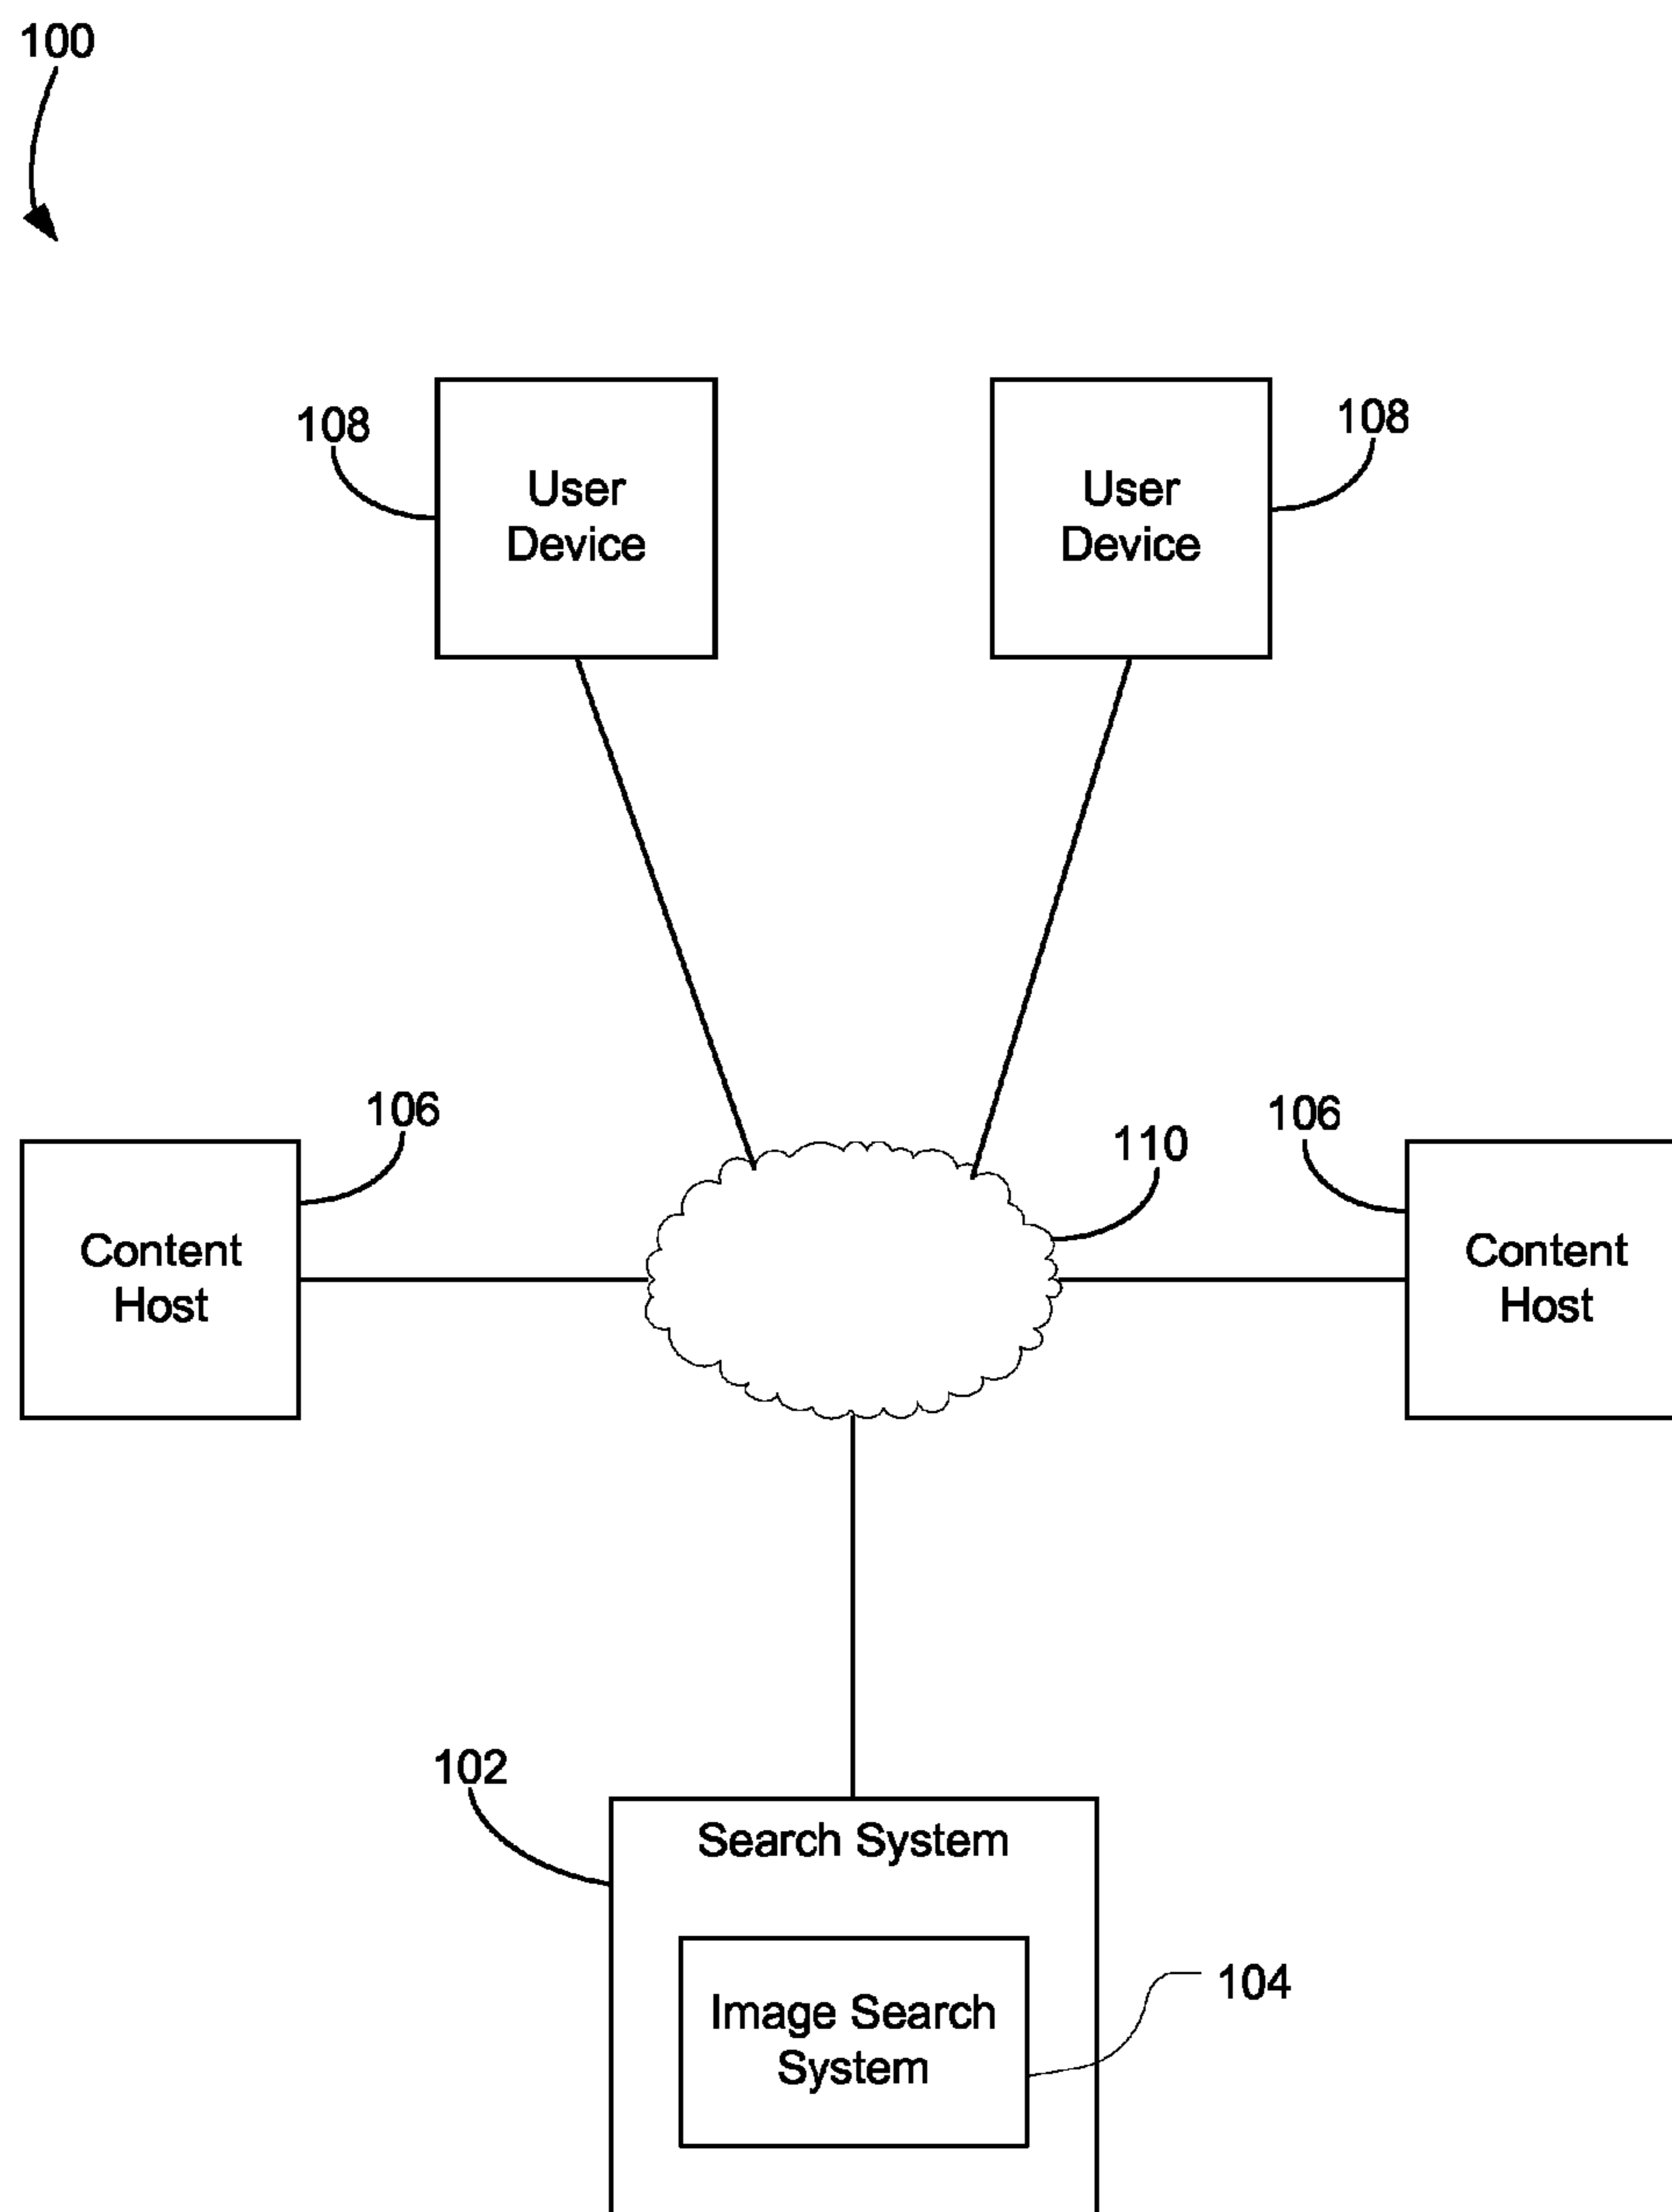 100
108
108
User
Device
User
Device
106
106
110
Content
Host
Content
Host
102
Search System
Image Search
System
104